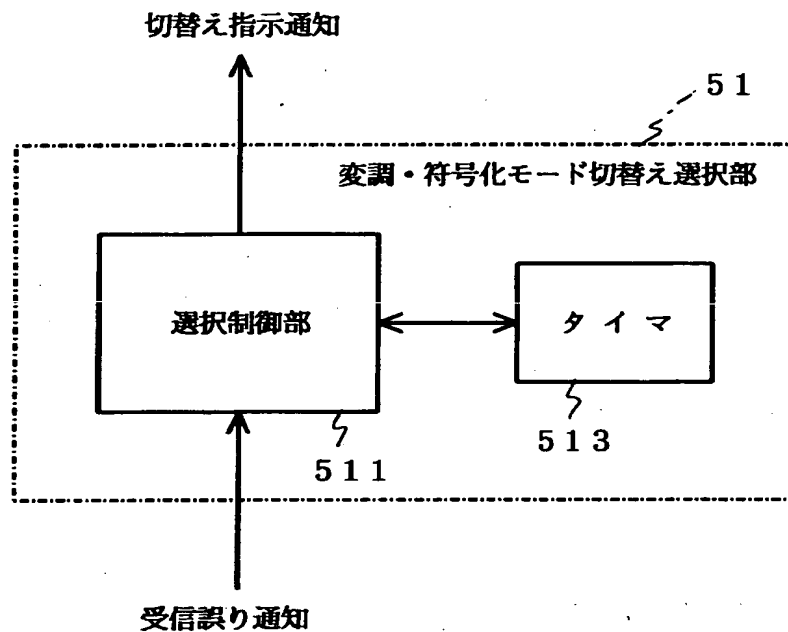 切替え指示通知
51
変調・符号化モード切替え選択部
選択制御部
タイマ
511
513
受信誤り通知